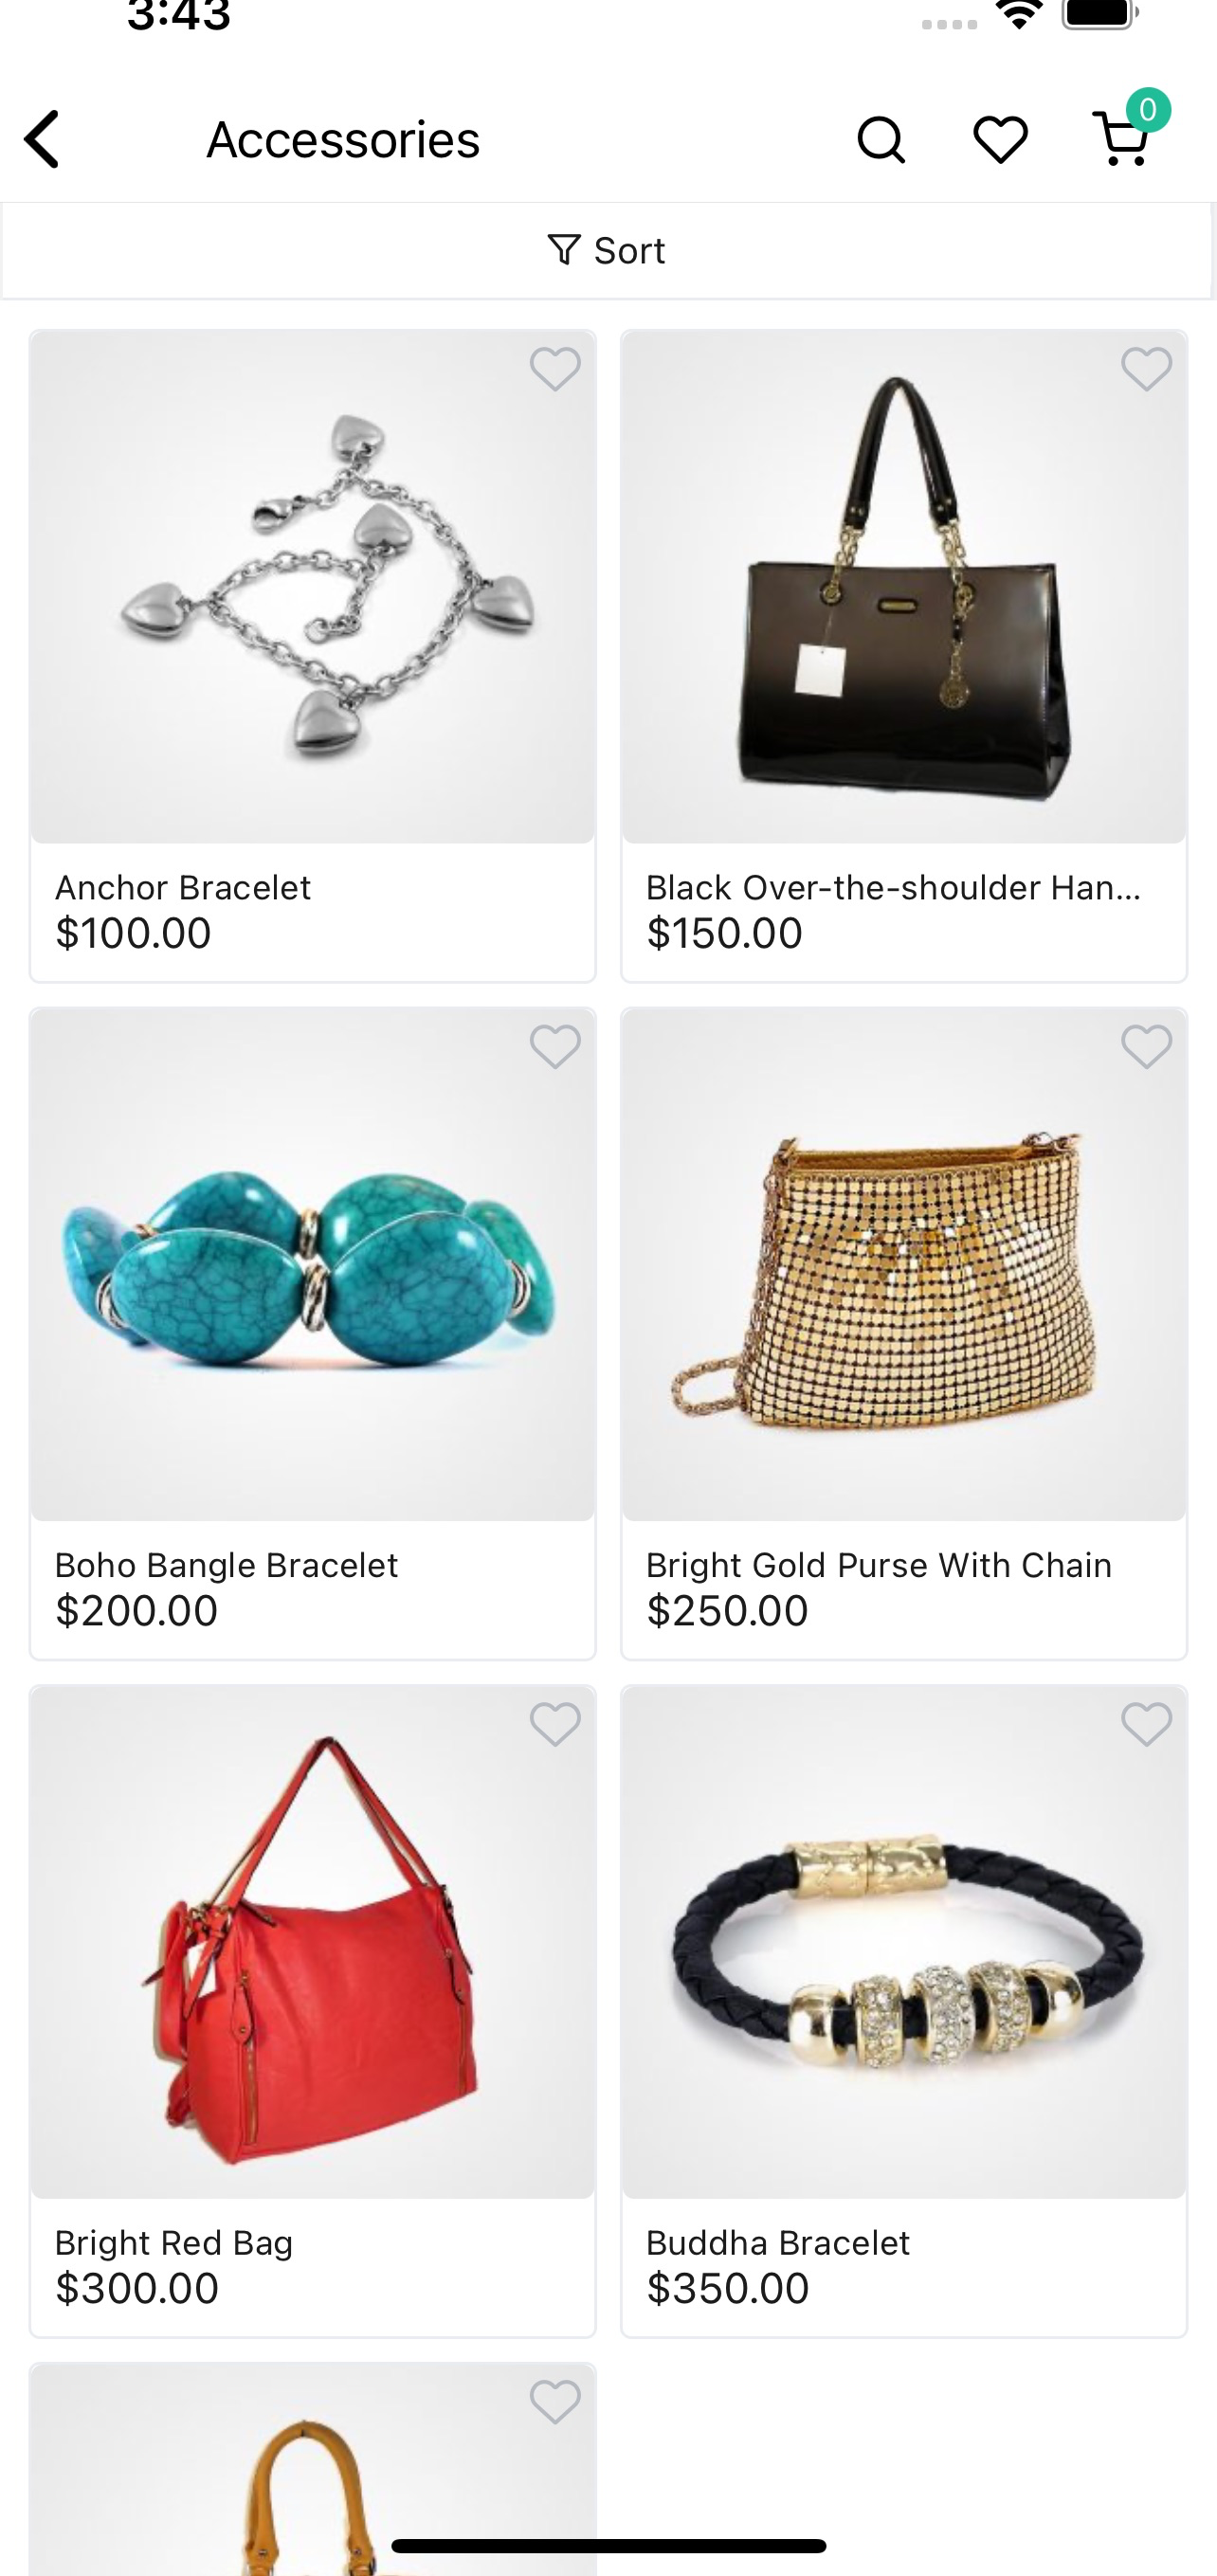 3:43
Accessories
0
Sort
Anchor Bracelet
$100.00
Black Over-the-shoulder Han...
$150.00
Boho Bangle Bracelet
$200.00
Bright Gold Purse With Chain
$250.00
Bright Red Bag
$300.00
Buddha Bracelet
$350.00